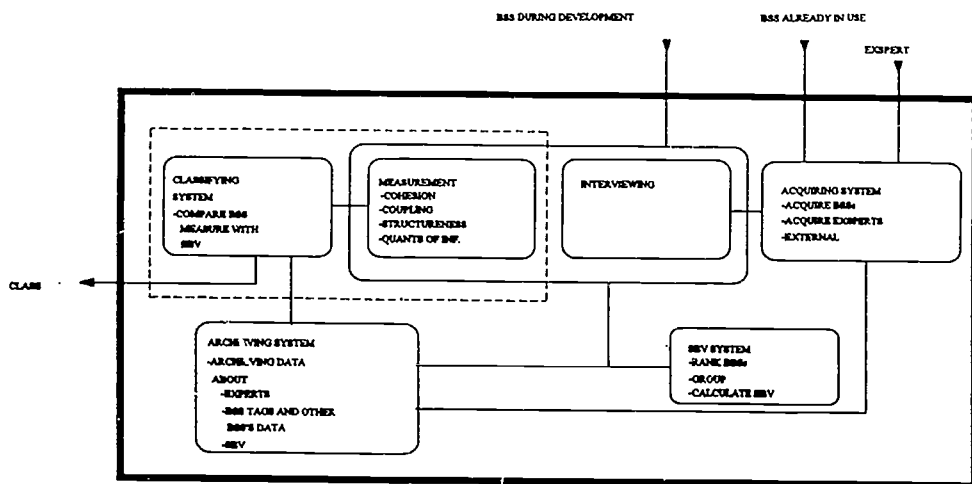 BSS DURING DEVELOPMENT
BSS ALREADY IN USE
EXSPERT
CLASSIFYING
SYSTEM
-COMPARE BSS
MEASURE WITH
SRV
MEASUREMENT
-COHESION
-COUPLING
-STRUCTURENESS
-QUANTS OF INF.
INTERVIEWING
ACQUIRING SYSTEM
-ACQUIRE BSSs
-ACQUIRE EXSPERTS
-EXTERNAL
CLASS
ARCHIVING SYSTEM
-ARCHIVING DATA
ABOUT
-EXPERTS
-BSS TAGS AND OTHER
BSS'S DATA
-SRV
SRV SYSTEM
-RANK BSSs
-GROUP
-CALCULATE SRV